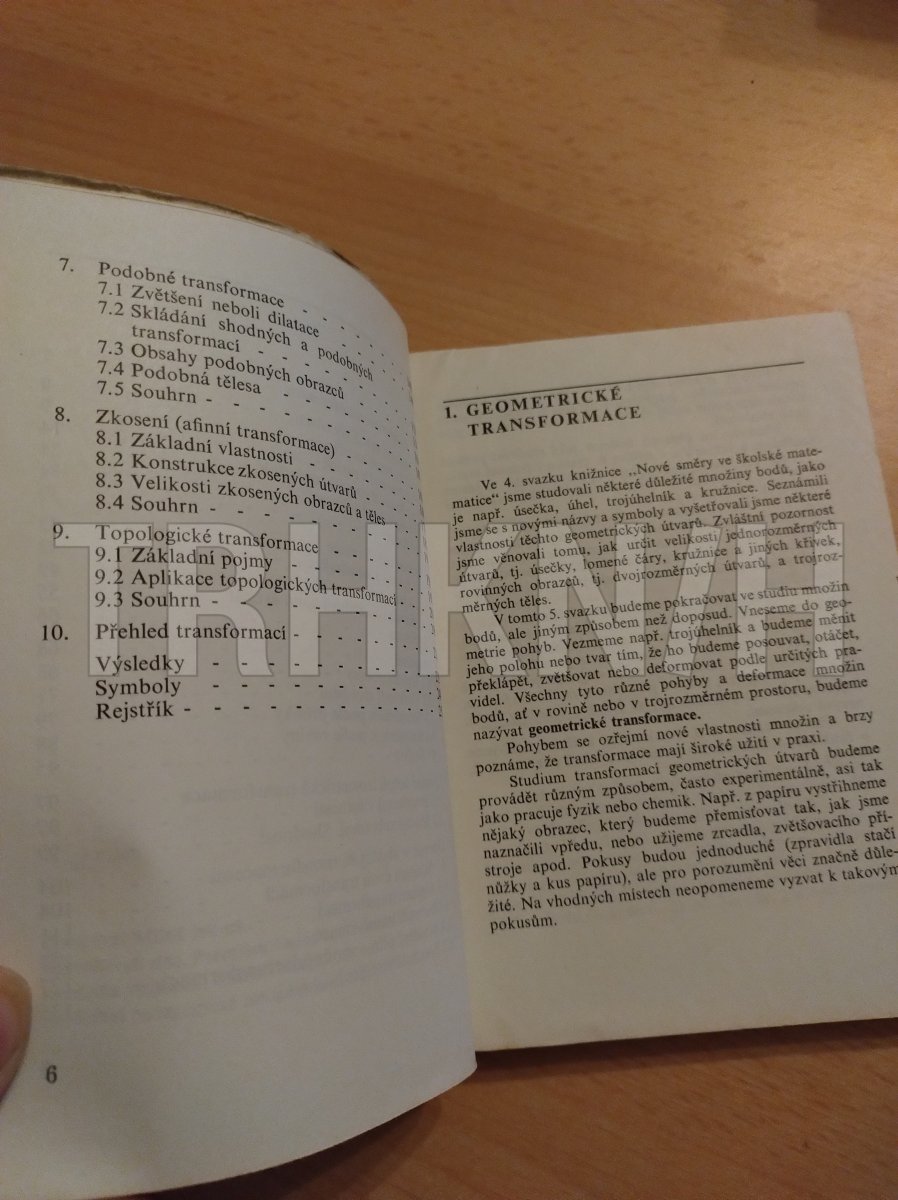 7. Podobné transformace - - - - -
7.1 Zvětšení neboli dilatace - - - -
7.2 Skládání shodných a podobných
transformací - - - - - -
7.3 Obsahy podobných obrazců - - -
7.4 Podobná tělesa - - - - - -
7.5 Souhrn - - - - - - - -
8. Zkosení (afinní transformace) - - - -
8.1 Základní vlastnosti - - - - -
8.2 Konstrukce zkosených útvarů - - -
8.3 Velikosti zkosených obrazců a těles
8.4 Souhrn - - - - - - - -
9. Topologické transformace - - - - -
9.1 Základní pojmy - - - - - -
9.2 Aplikace topologických transformací - -
9.3 Souhrn - - - - - - - -
10. Přehled transformací - - - - - -
Výsledky - - - - - - - - -
Symboly - - - - - - - - -
Rejstřík - - - - - - - - -
6
1. GEOMETRICKÉ
TRANSFORMACE
Ve 4. svazku knižnice „Nové směry ve školské mate-
matice" jsme studovali některé důležité množiny bodů, jako
je např. úsečka, úhel, trojúhelník a kružnice. Seznámili
jsme se s novými názvy a symboly a vyšetřovali jsme některé
vlastnosti těchto geometrických útvarů. Zvláštní pozornost
jsme věnovali tomu, jak určit velikosti jednorozměrných
útvarů, tj. úsečky, lomené čáry, kružnice a jiných křivek,
rovinných obrazců, tj. dvojrozměrných útvarů, a trojroz-
měrných těles.
V tomto 5. svazku budeme pokračovat ve studiu množin
bodů, ale jiným způsobem než doposud. Vneseme do geo-
metrie pohyb. Vezmeme např. trojúhelník a budeme měnit
jeho polohu nebo tvar tím, že ho budeme posouvat, otáčet,
překlápět, zvětšovat nebo deformovat podle určitých pra-
videl. Všechny tyto různé pohyby a deformace množin
bodů, ať v rovině nebo v trojrozměrném prostoru, budeme
nazývat geometrické transformace.
Pohybem se ozřejmí nové vlastnosti množin a brzy
poznáme, že transformace mají široké užití v praxi.
Studium transformací geometrických útvarů budeme
provádět různým způsobem, často experimentálně, asi tak
jako pracuje fyzik nebo chemik. Např. z papíru vystřihneme
nějaký obrazec, který budeme přemisťovat tak, jak jsme
naznačili vpředu, nebo užijeme zrcadla, zvětšovacího pří-
stroje apod. Pokusy budou jednoduché (zpravidla stačí
nůžky a kus papíru), ale pro porozumění věci značně důle-
žité. Na vhodných místech neopomeneme vyzvat k takovým
pokusům.